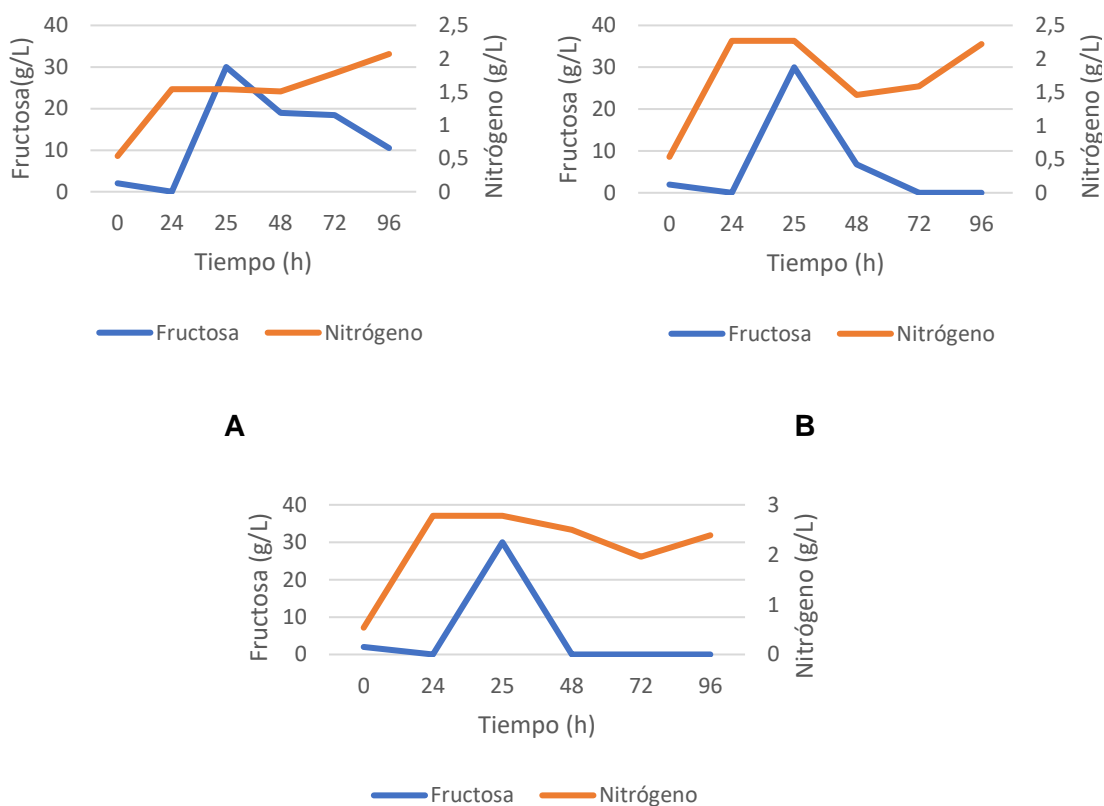 Fructosa(g/L)
40
30
20
10
0
2,5
2
1,5
1
0,5
0
Nitrógeno (g/L)
0 24 25 48 72 96
Tiempo (h)
Fructosa Nitrógeno
A
Fructosa (g/L)
40
30
20
10
0
2,5
2
1,5
1
0,5
0
Nitrógeno (g/L)
0 24 25 48 72 96
Tiempo (h)
Fructosa Nitrógeno
B
Fructosa (g/L)
40
30
20
10
0
3
2
1
0
Nitrógeno (g/L)
0 24 25 48 72 96
Tiempo (h)
Fructosa Nitrógeno